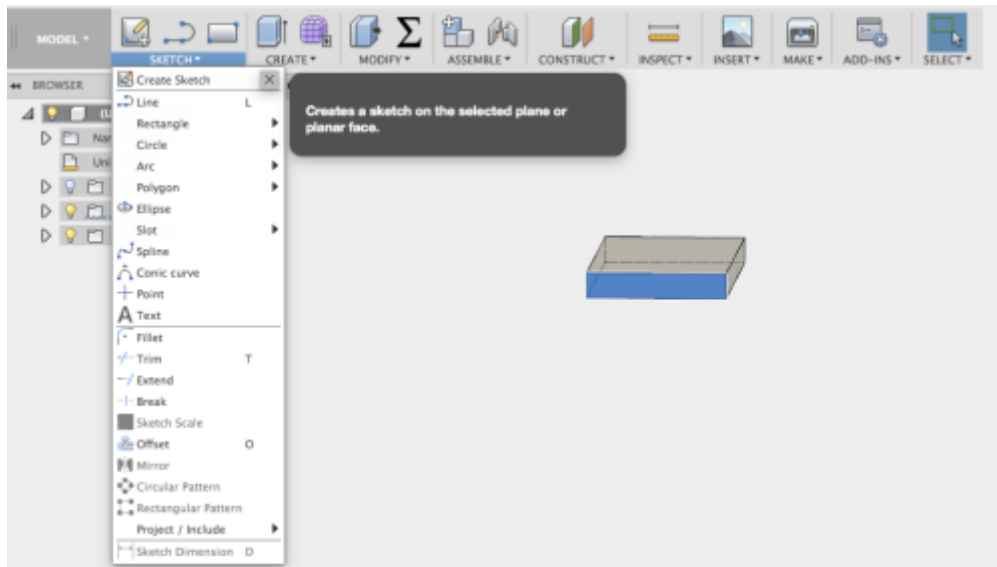 MODEL
SKETCH
CREATE
MODIFY
ASSEMBLE
CONSTRUCT
INSPECT
INSERT
MAKE
ADD-INS
SELECT
BROWSER
Create Sketch
Line L
Rectangle
Circle
Arc
Polygon
Ellipse
Slot
Spline
Conic curve
Point
Text
Fillet
Trim T
Extend
Break
Sketch Scale
Offset O
Mirror
Circular Pattern
Rectangular Pattern
Project / Include
Sketch Dimension D
Creates a sketch on the selected plane or
planar face.